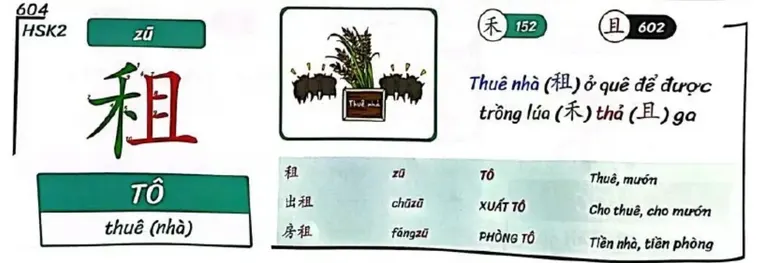 604
HSK2
zū
租
TÔ
thuê (nhà)
Thuê nhà
禾 152
且 602
Thuê nhà (租) ở quê để được
trồng lúa (禾) thả (且) ga
租 zū TÔ Thuê, mướn
出租 chūzū XUẤT TÔ Cho thuê, cho mướn
房租 fángzū PHÒNG TÔ Tiền nhà, tiền phòng